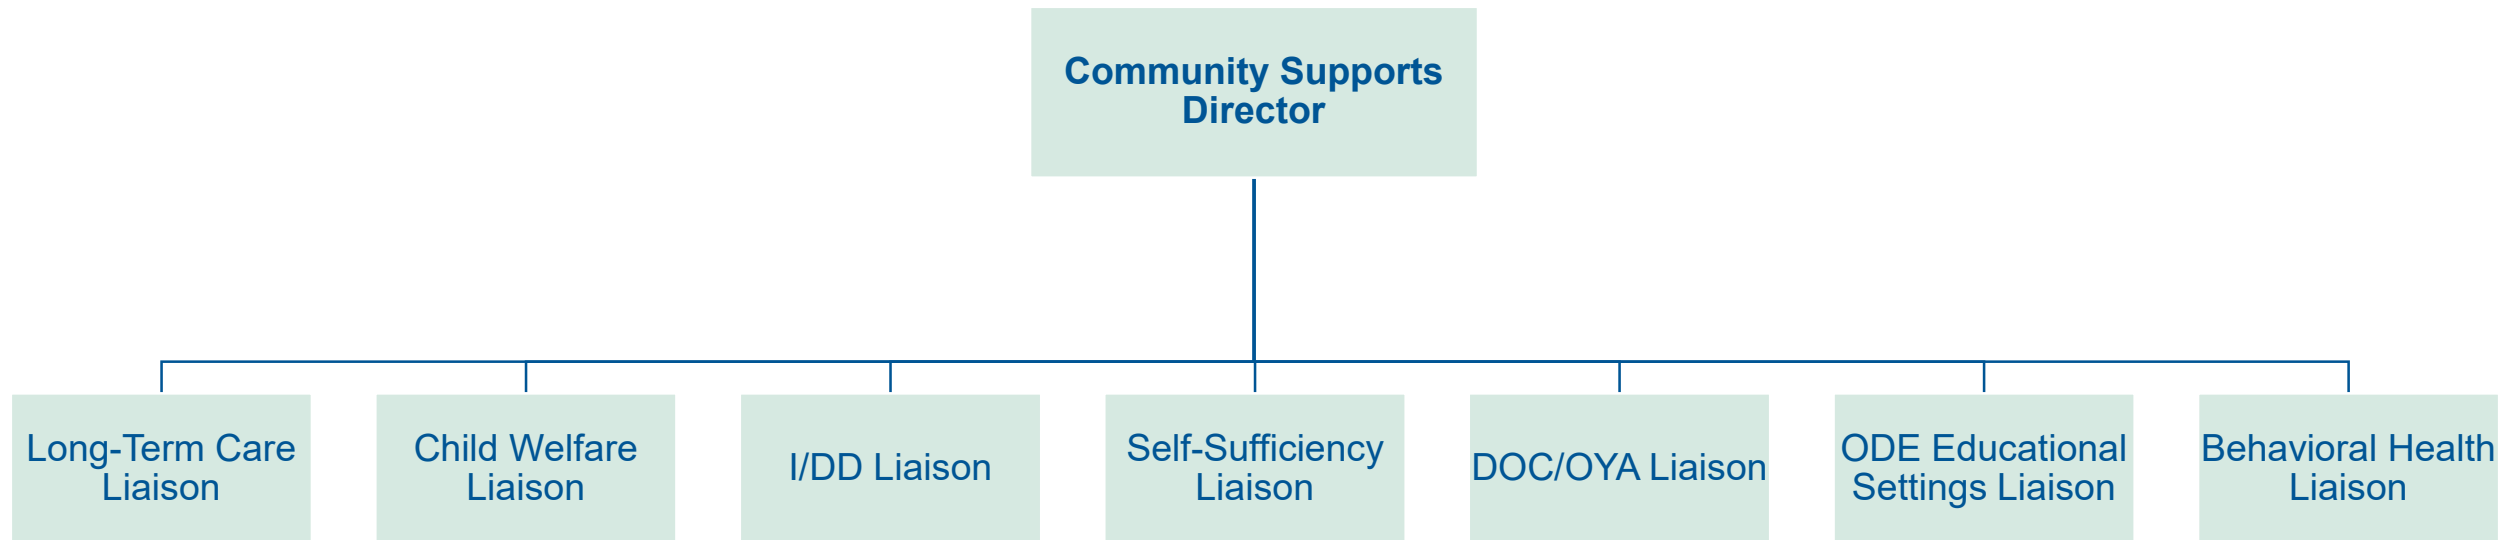 Community Supports
Director
Long-Term Care
Liaison
Child Welfare
Liaison
I/DD Liaison
Self-Sufficiency
Liaison
DOC/OYA Liaison
ODE Educational
Settings Liaison
Behavioral Health
Liaison